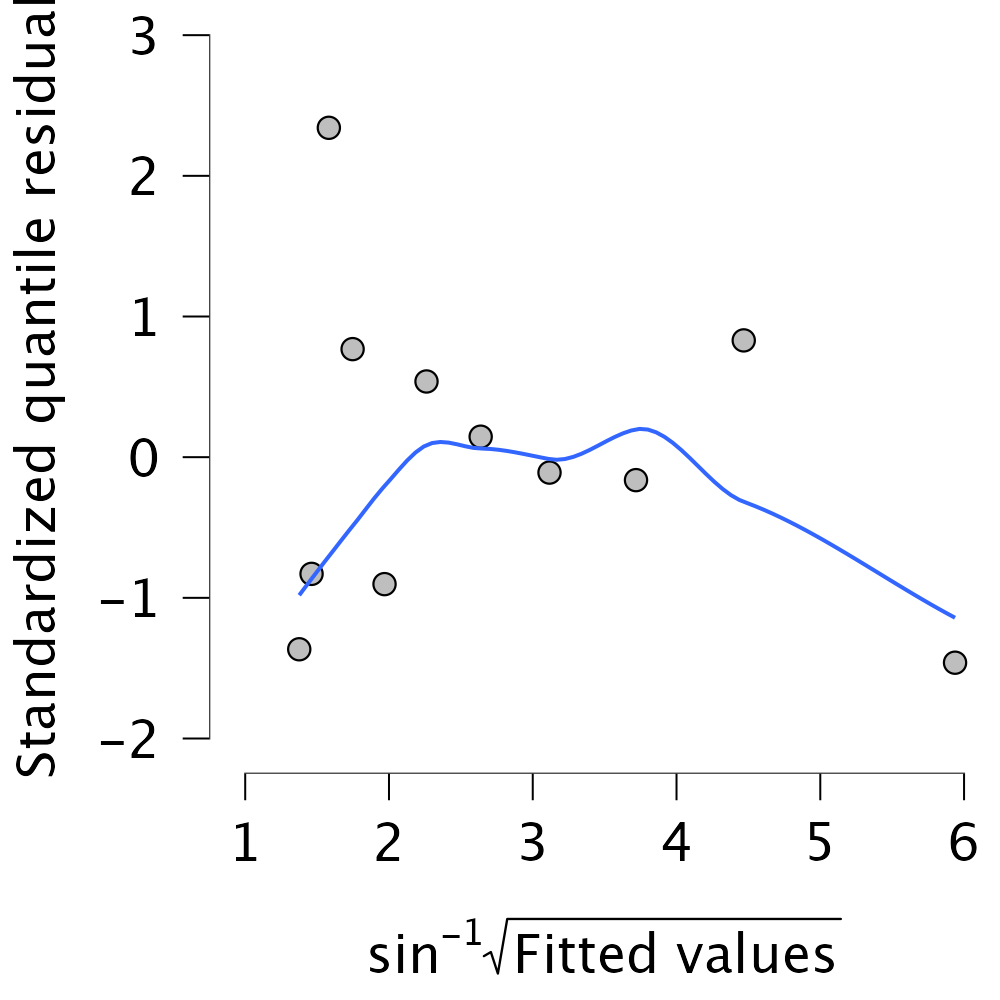 Standardized quantile residual
3
2
1
0
−1
−2
1 2 3 4 5 6
sin⁻¹√Fitted values